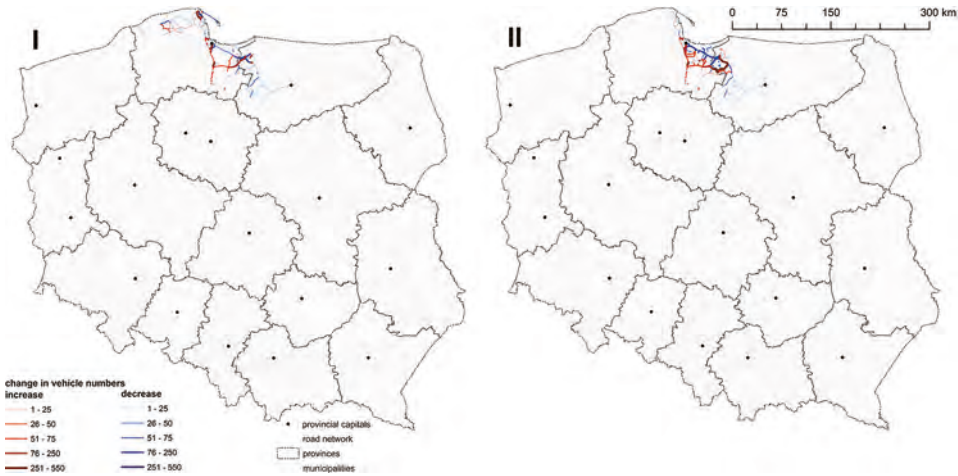 I
II
0 75 150 300 km
change in vehicle numbers
increase decrease
1 - 25 1 - 25
26 - 50 26 - 50
51 - 75 51 - 75
76 - 250 76 - 250
251 - 550 251 - 550
provincial capitals
road network
provinces
municipalities